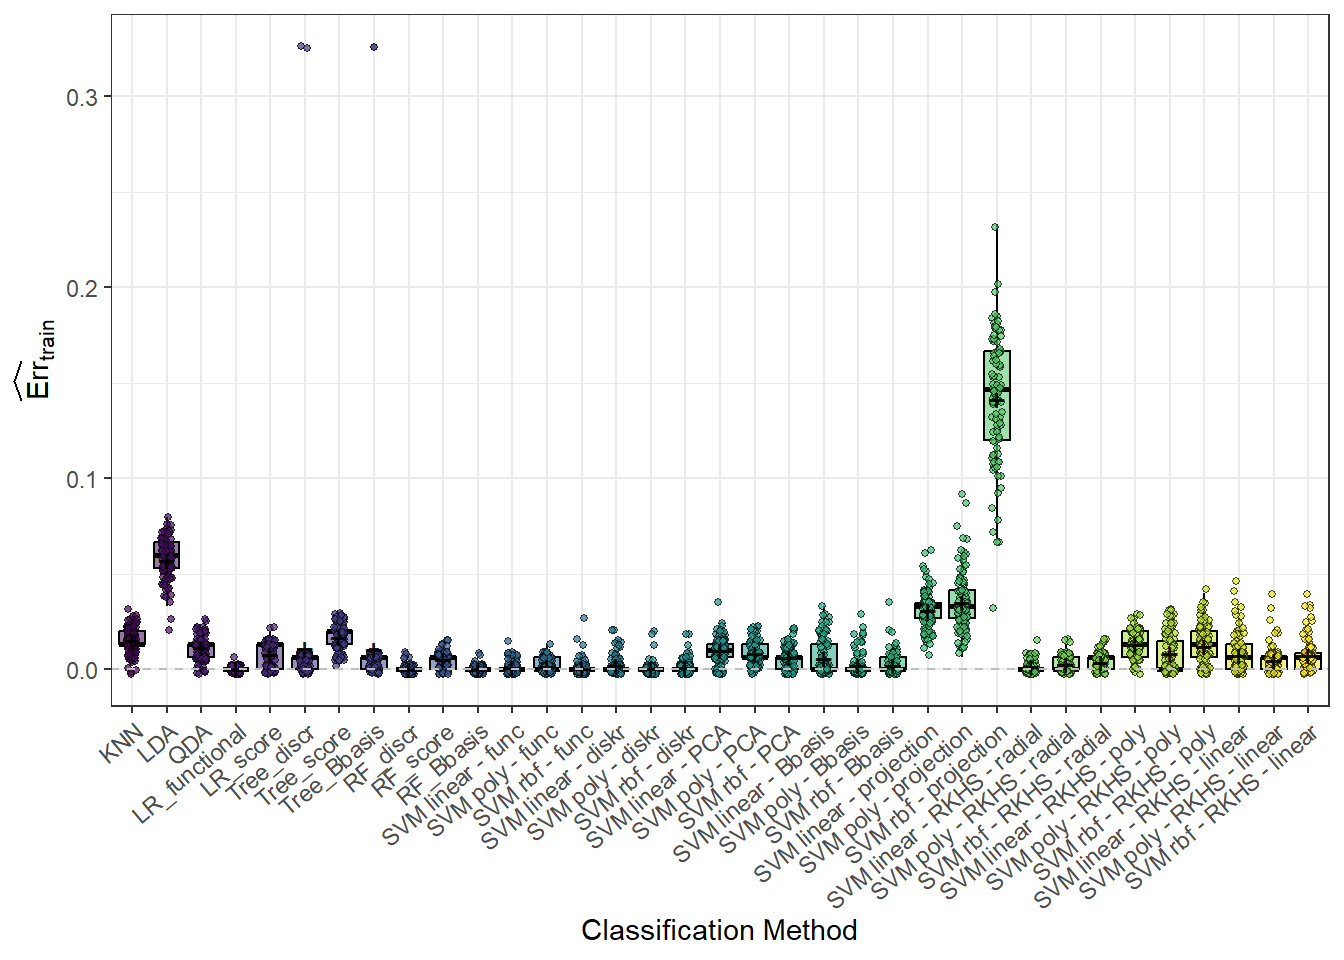 0.3
0.2
0.1
0.0
Err train
KNN
LDA
QDA
LR_functional
LR_score
Tree_discr
Tree_score
Tree_Bbasis
RF_discr
RF_score
RF_Bbasis
SVM linear - func
SVM poly - func
SVM rbf - func
SVM linear - diskr
SVM poly - diskr
SVM rbf - diskr
SVM linear - PCA
SVM poly - PCA
SVM rbf - PCA
SVM linear - Bbasis
SVM poly - Bbasis
SVM rbf - Bbasis
SVM linear - projection
SVM poly - projection
SVM rbf - projection
SVM linear - RKHS - radial
SVM poly - RKHS - radial
SVM rbf - RKHS - radial
SVM linear - RKHS - poly
SVM poly - RKHS - poly
SVM rbf - RKHS - poly
SVM linear - RKHS - linear
SVM poly - RKHS - linear
SVM rbf - RKHS - linear
Classification Method